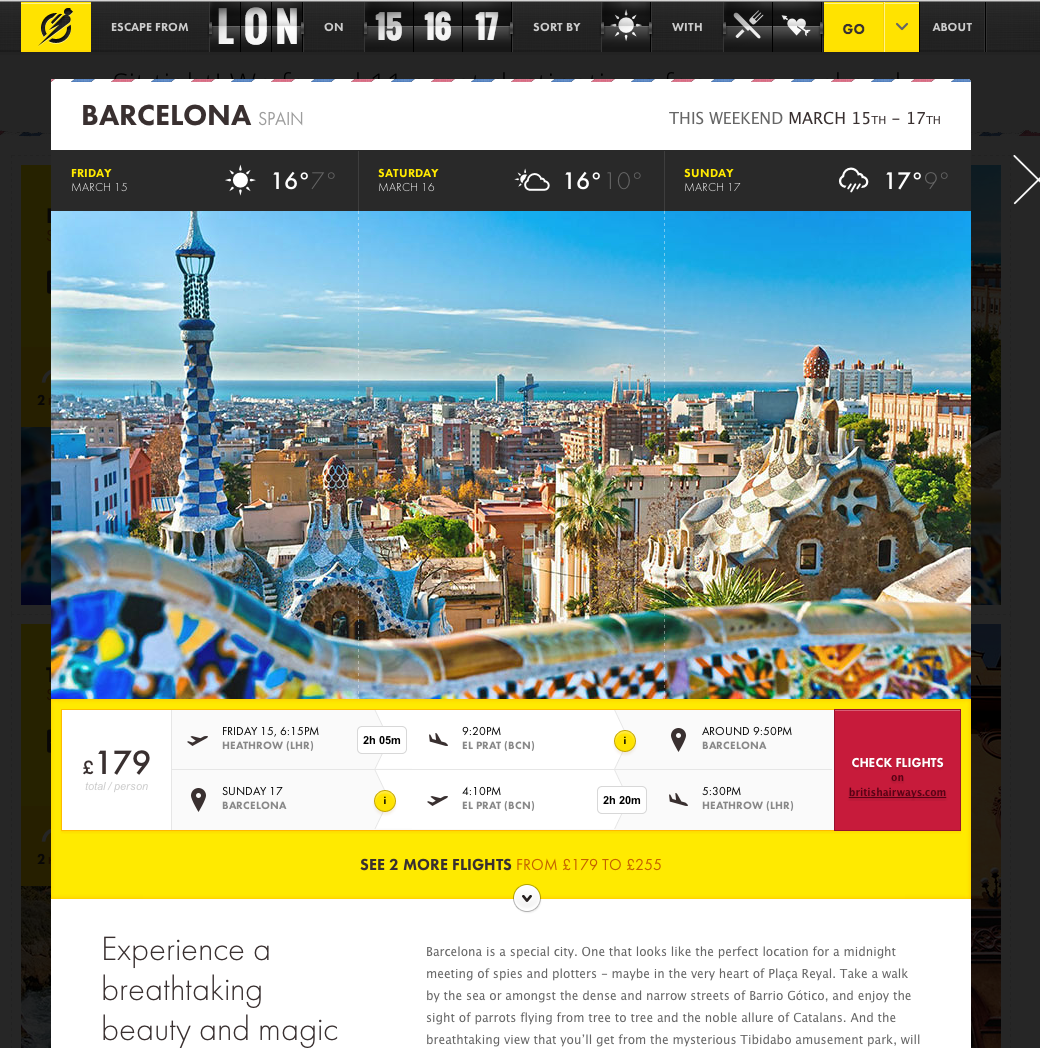 ESCAPE FROM LON ON 15 16 17 SORT BY WITH GO ABOUT
BARCELONA SPAIN
THIS WEEKEND MARCH 15TH – 17TH
FRIDAY
MARCH 15
16° 7°
SATURDAY
MARCH 16
16° 10°
SUNDAY
MARCH 17
17° 9°
£179
total / person
FRIDAY 15, 6:15PM
HEATHROW (LHR)
2h 05m
9:20PM
EL PRAT (BCN)
i
AROUND 9:50PM
BARCELONA
SUNDAY 17
BARCELONA
i
4:10PM
EL PRAT (BCN)
2h 20m
5:30PM
HEATHROW (LHR)
CHECK FLIGHTS
on
britishairways.com
SEE 2 MORE FLIGHTS FROM £179 TO £255
Experience a
breathtaking
beauty and magic
Barcelona is a special city. One that looks like the perfect location for a midnight
meeting of spies and plotters – maybe in the very heart of Plaça Reyal. Take a walk
by the sea or amongst the dense and narrow streets of Barrio Gótico, and enjoy the
sight of parrots flying from tree to tree and the noble allure of Catalans. And the
breathtaking view that you'll get from the mysterious Tibidabo amusement park, will